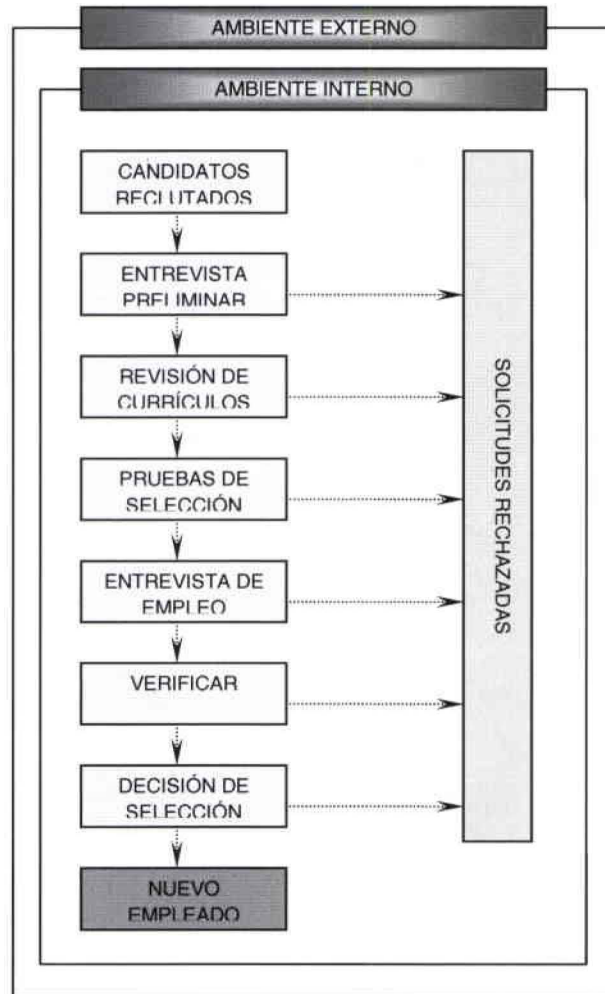 AMBIENTE EXTERNO
AMBIENTE INTERNO
CANDIDATOS
RECLUTADOS
ENTREVISTA
PRELIMINAR
REVISIÓN DE
CURRÍCULOS
PRUEBAS DE
SELECCIÓN
ENTREVISTA DE
EMPLEO
VERIFICAR
DECISIÓN DE
SELECCIÓN
NUEVO
EMPLEADO
SOLICITUDES RECHAZADAS